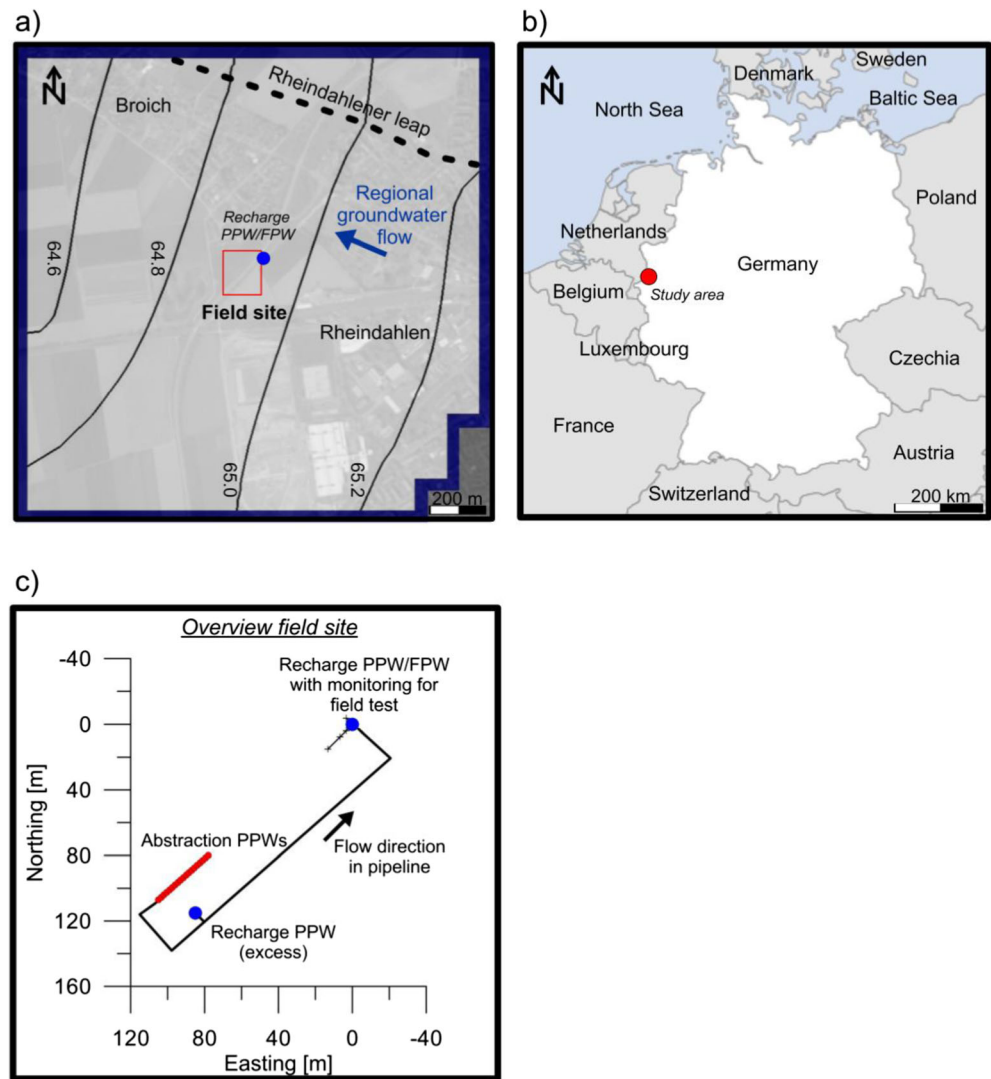 a)
N
Broich
Rheindahlener leap
Regional
groundwater
flow
Recharge
PPW/FPW
Field site
Rheindahlen
64.6
64.8
65.0
65.2
200 m
b)
N
Sweden
Denmark
North Sea
Baltic Sea
Poland
Netherlands
Germany
Belgium
Study area
Luxembourg
Czechia
France
Austria
Switzerland
200 km
c)
Overview field site
Recharge PPW/FPW
with monitoring for
field test
-40
0
40
80
120
160
Northing [m]
Abstraction PPWs
Flow direction
in pipeline
Recharge PPW
(excess)
120 80 40 0 -40
Easting [m]